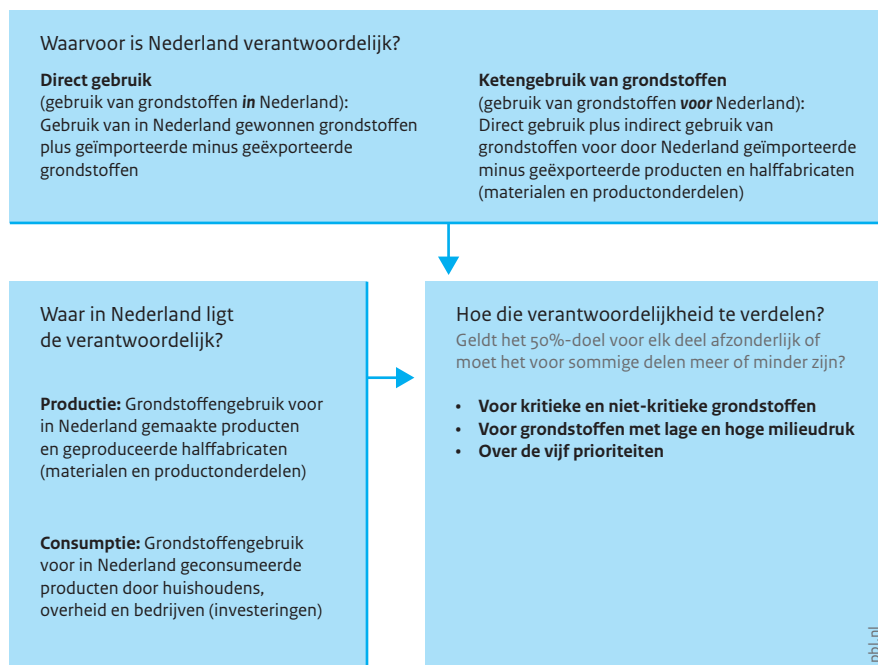 Waarvoor is Nederland verantwoordelijk?
Direct gebruik
(gebruik van grondstoffen in Nederland):
Gebruik van in Nederland gewonnen grondstoffen
plus geïmporteerde minus geëxporteerde
grondstoffen
Ketengebruik van grondstoffen
(gebruik van grondstoffen voor Nederland):
Direct gebruik plus indirect gebruik van
grondstoffen voor door Nederland geïmporteerde
minus geëxporteerde producten en halffabricaten
(materialen en productonderdelen)
Waar in Nederland ligt
de verantwoordelijk?
Productie: Grondstoffengebruik voor
in Nederland gemaakte producten
en geproduceerde halffabricaten
(materialen en productonderdelen)
Consumptie: Grondstoffengebruik
voor in Nederland geconsumeerde
producten door huishoudens,
overheid en bedrijven (investeringen)
Hoe die verantwoordelijkheid te verdelen?
Geldt het 50%-doel voor elk deel afzonderlijk of
moet het voor sommige delen meer of minder zijn?
• Voor kritieke en niet-kritieke grondstoffen
• Voor grondstoffen met lage en hoge milieudruk
• Over de vijf prioriteiten
pbl.nl